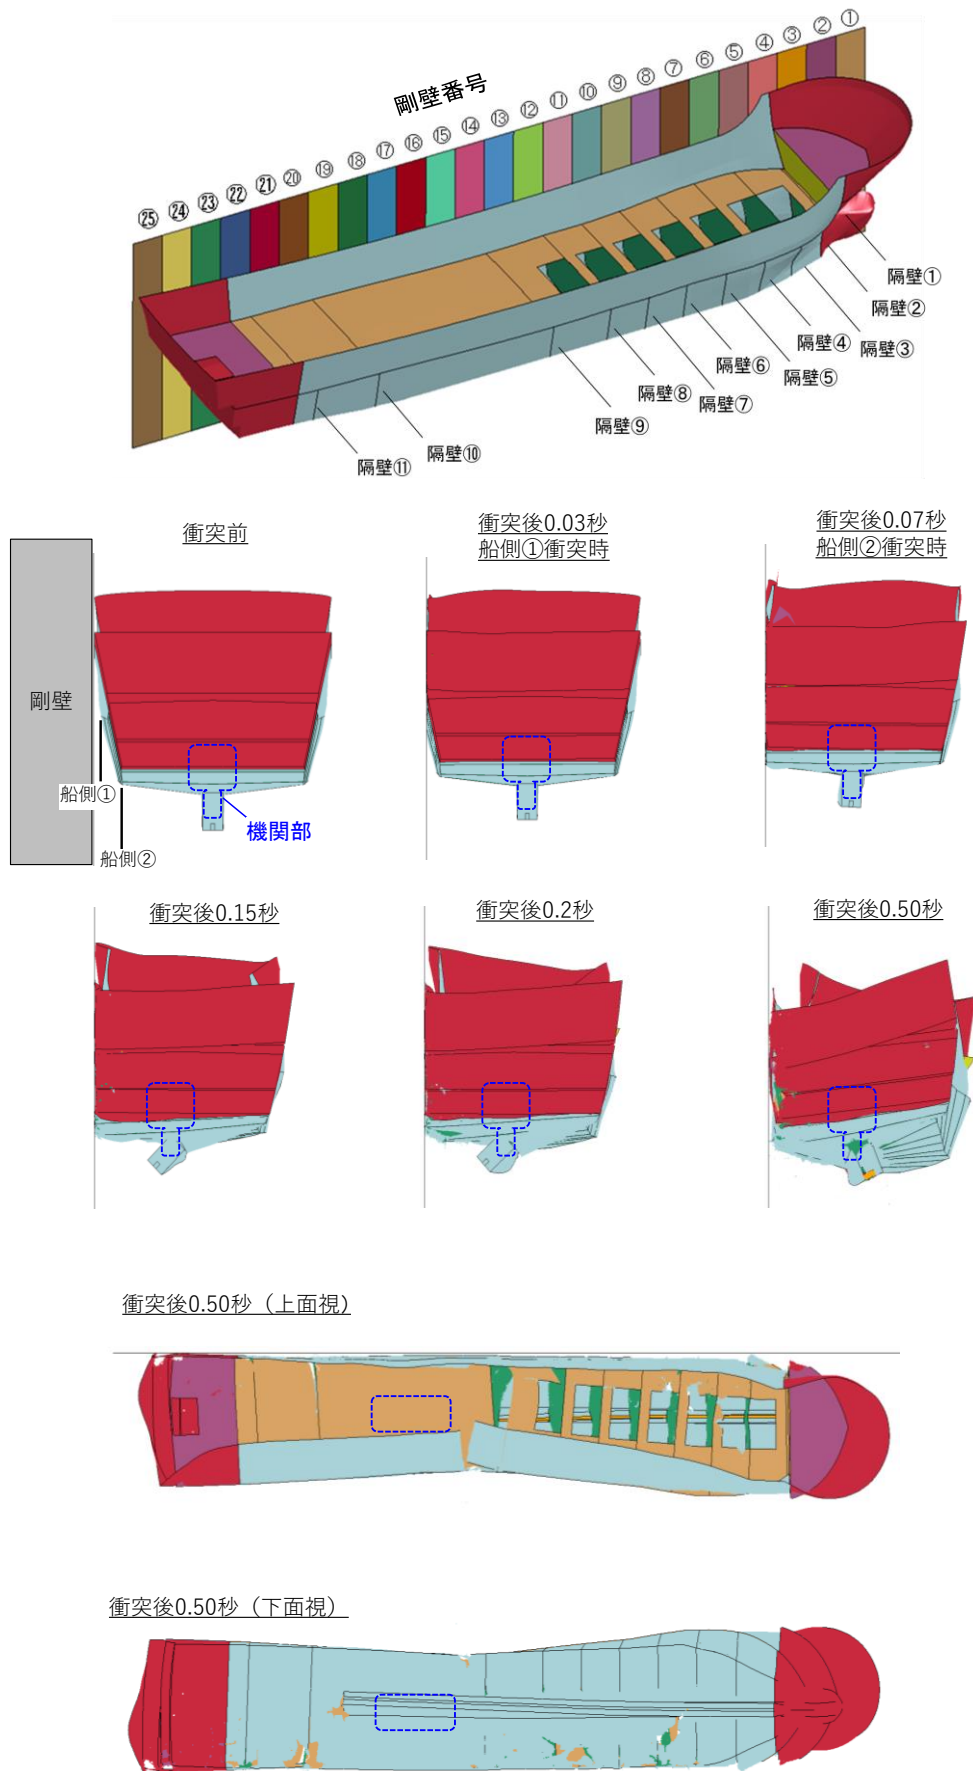 剛壁番号
①
②
③
④
⑤
⑥
⑦
⑧
⑨
⑩
⑪
⑫
⑬
⑭
⑮
⑯
⑰
⑱
⑲
⑳
㉑
㉒
㉓
㉔
㉕
隔壁①
隔壁②
隔壁③
隔壁④
隔壁⑤
隔壁⑥
隔壁⑦
隔壁⑧
隔壁⑨
隔壁⑩
隔壁⑪
衝突前
衝突後0.03秒
船側①衝突時
衝突後0.07秒
船側②衝突時
剛壁
船側①
船側②
機関部
衝突後0.15秒
衝突後0.2秒
衝突後0.50秒
衝突後0.50秒（上面視）
衝突後0.50秒（下面視）